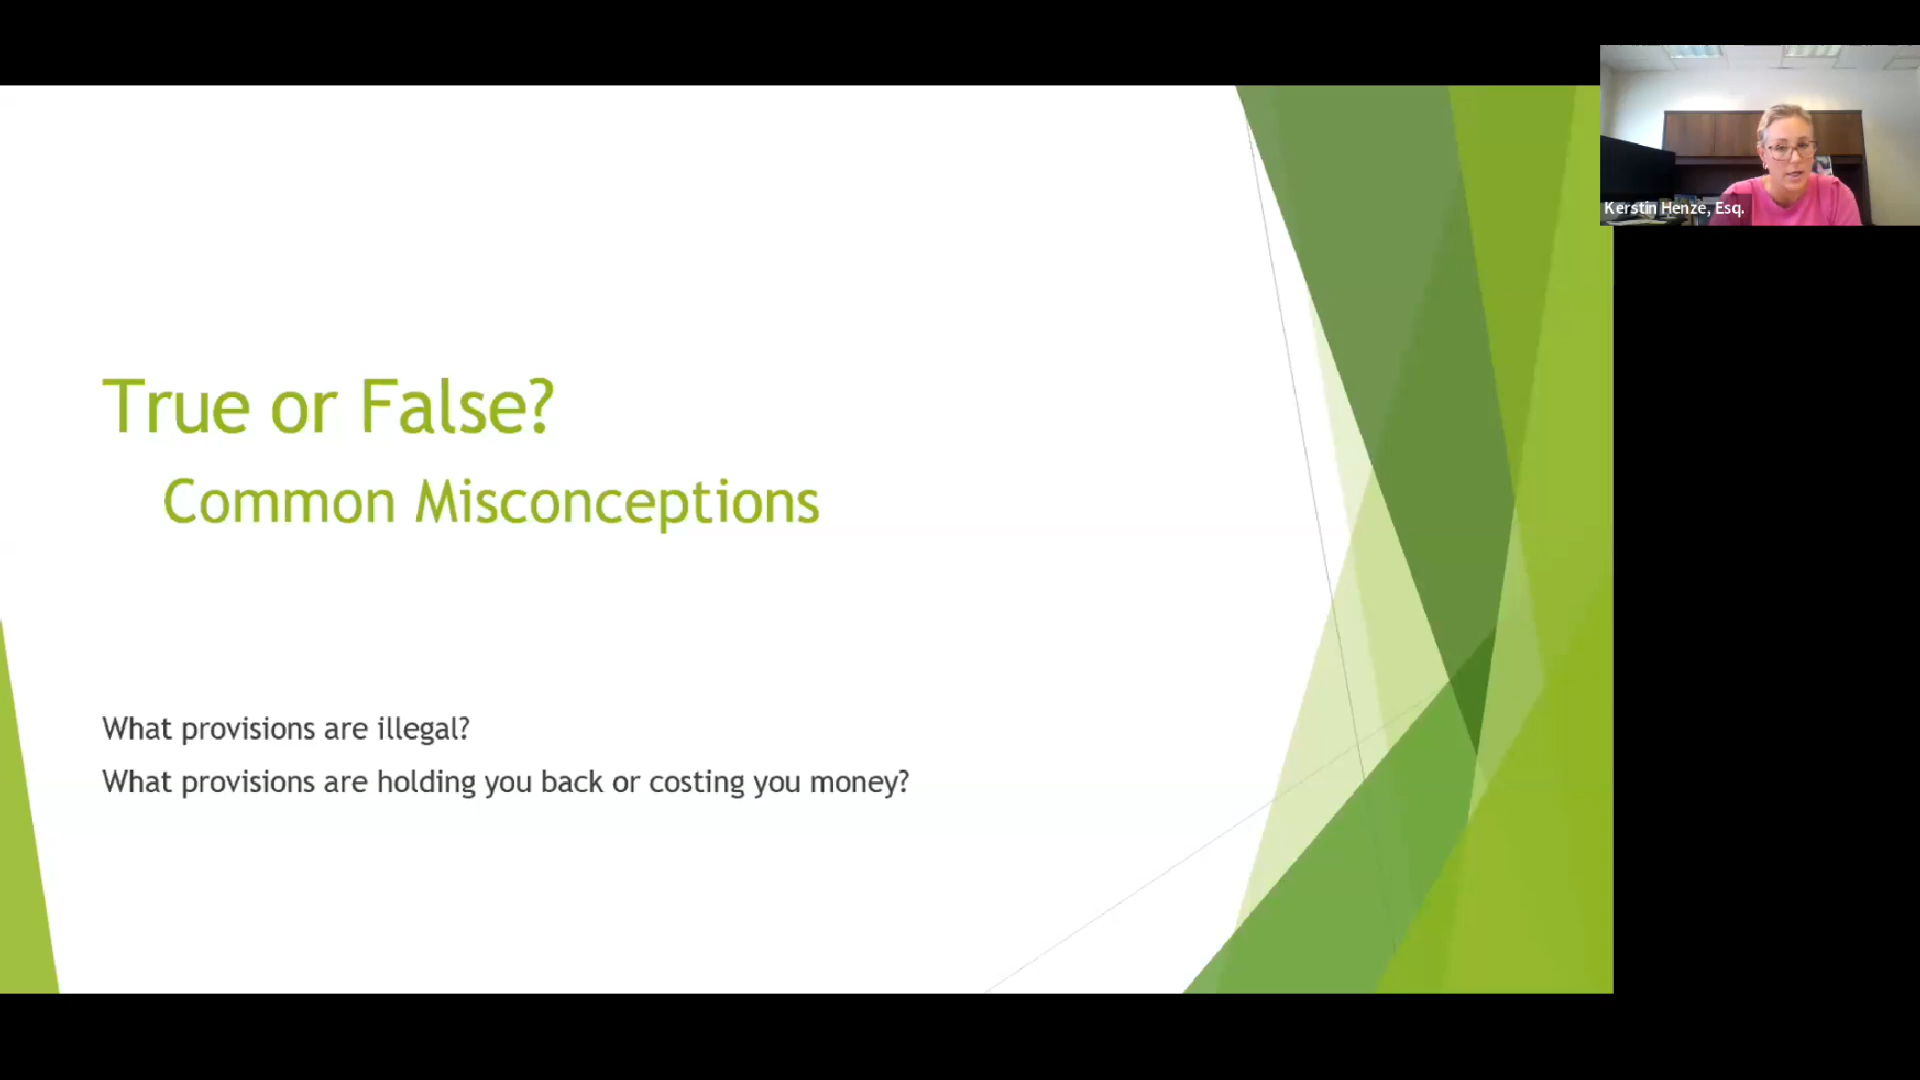 True or False?
Common Misconceptions
What provisions are illegal?
What provisions are holding you back or costing you money?
Kerstin Henze, Esq.